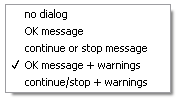 no dialog
OK message
continue or stop message
✓ OK message + warnings
continue/stop + warnings